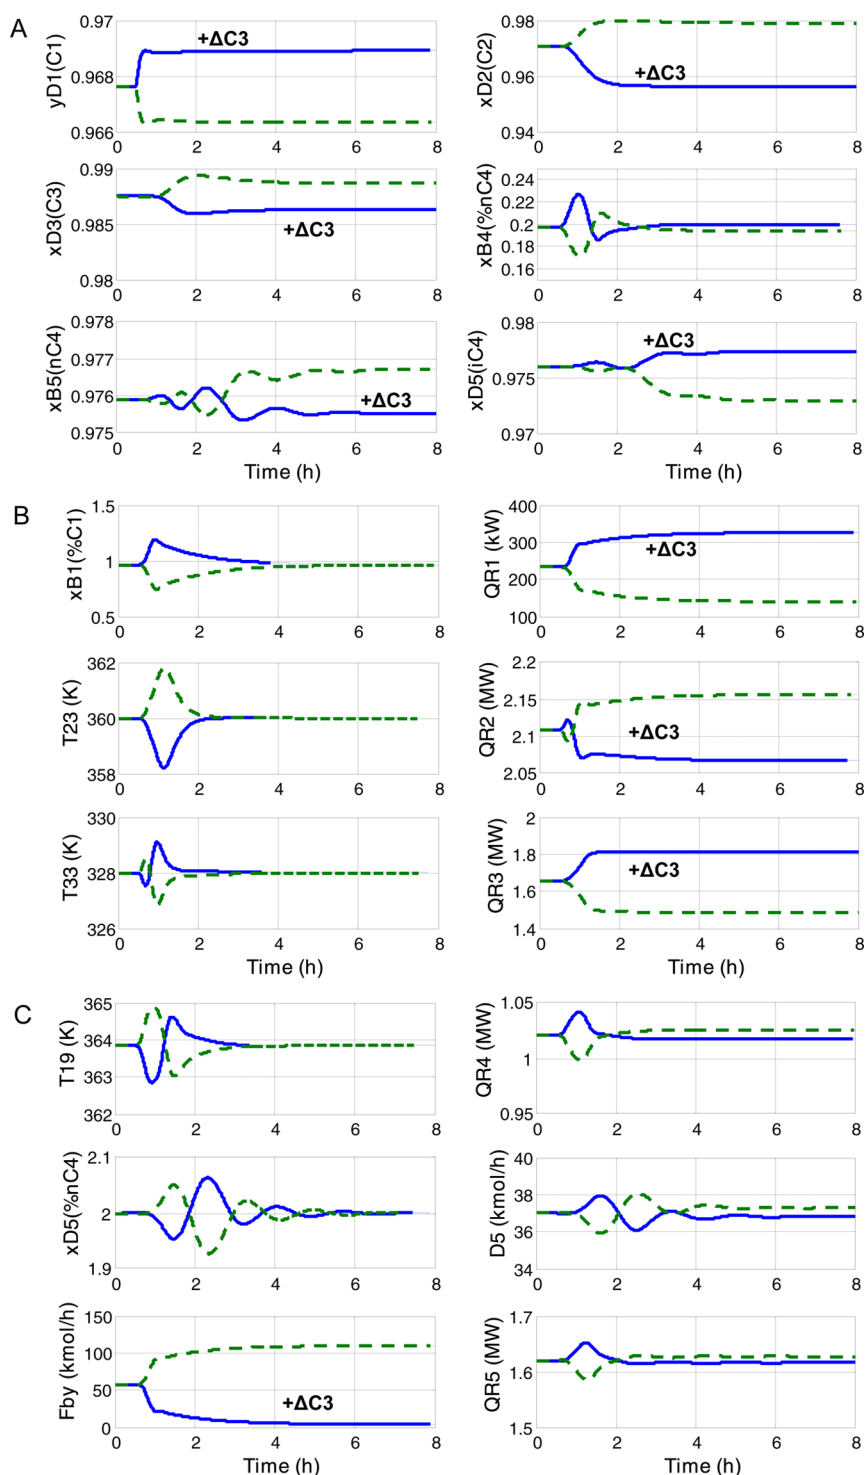 A
yD1(C1)
0.97
0.968
0.966
0 2 4 6 8
+ΔC3
xD2(C2)
0.98
0.96
0.94
0 2 4 6 8
+ΔC3
xD3(C3)
0.99
0.985
0.98
0 2 4 6 8
+ΔC3
xB4(%nC4)
0.24
0.22
0.2
0.18
0.16
0 2 4 6 8
xB5(nC4)
0.978
0.977
0.976
0.975
0 2 4 6 8
+ΔC3
Time (h)
xD5(iC4)
0.98
0.975
0.97
0 2 4 6 8
+ΔC3
Time (h)
B
xB1(%C1)
1.5
1
0.5
0 2 4 6 8
QR1 (kW)
400
300
200
100
0 2 4 6 8
+ΔC3
T23 (K)
362
360
358
0 2 4 6 8
QR2 (MW)
2.2
2.15
2.1
2.05
0 2 4 6 8
+ΔC3
T33 (K)
330
328
326
0 2 4 6 8
Time (h)
QR3 (MW)
2
1.8
1.6
1.4
0 2 4 6 8
+ΔC3
Time (h)
C
T19 (K)
365
364
363
362
0 2 4 6 8
QR4 (MW)
1.05
1
0.95
0 2 4 6 8
xD5(%nC4)
2.1
2
1.9
0 2 4 6 8
D5 (kmol/h)
40
38
36
34
0 2 4 6 8
Fby (kmol/h)
150
100
50
0
0 2 4 6 8
+ΔC3
Time (h)
QR5 (MW)
1.7
1.6
1.5
0 2 4 6 8
Time (h)